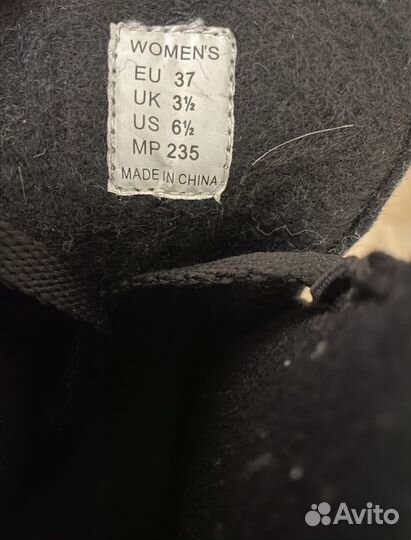 WOMEN'S
EU 37
UK 3½
US 6½
MP 235
MADE IN CHINA
Avito